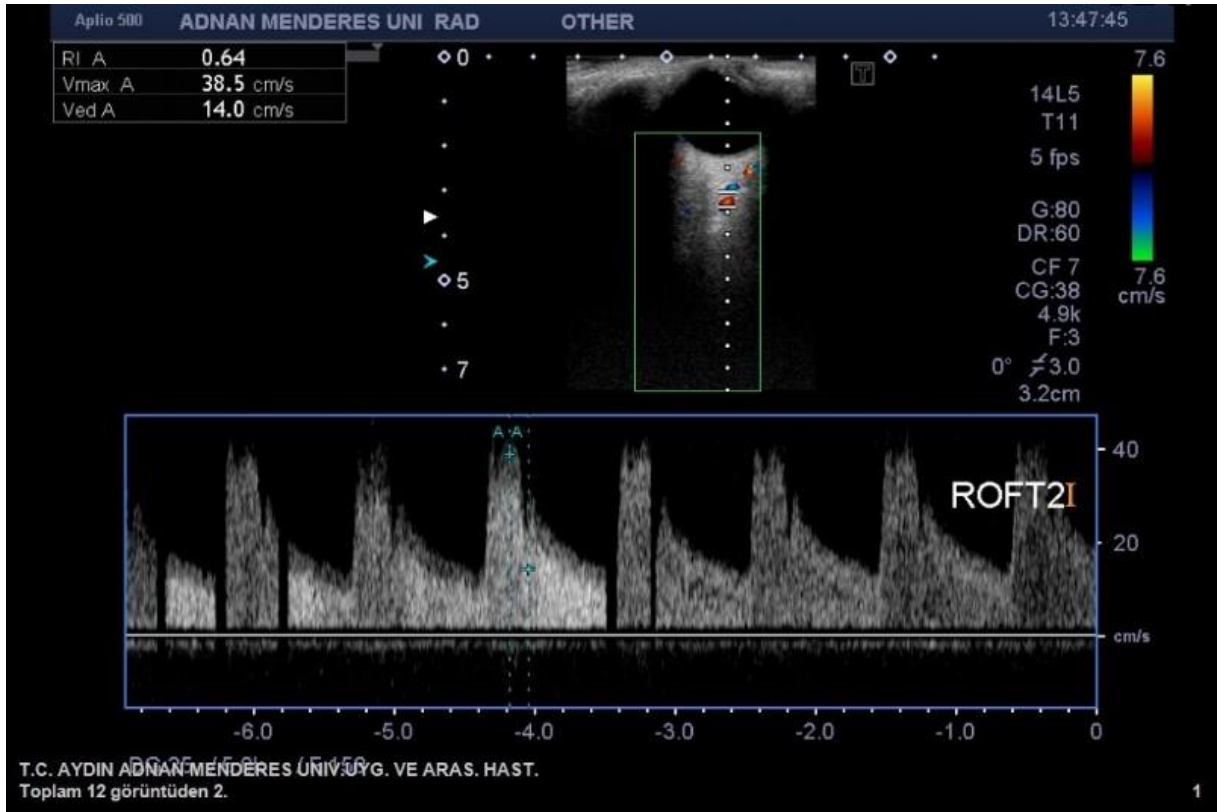 Aplio 500 ADNAN MENDERES UNI RAD OTHER 13:47:45
RI A 0.64
Vmax A 38.5 cm/s
Ved A 14.0 cm/s
0
5
7
T
7.6
14L5
T11
5 fps
G:80
DR:60
CF 7
CG:38
4.9k
F:3
0° 3.0
3.2cm
7.6
cm/s
A A
40
ROFT2I
20
cm/s
-6.0 -5.0 -4.0 -3.0 -2.0 -1.0 0
T.C. AYDIN ADNAN MENDERES ÜNIV.UYG. VE ARAS. HAST.
Toplam 12 görüntüden 2.
1